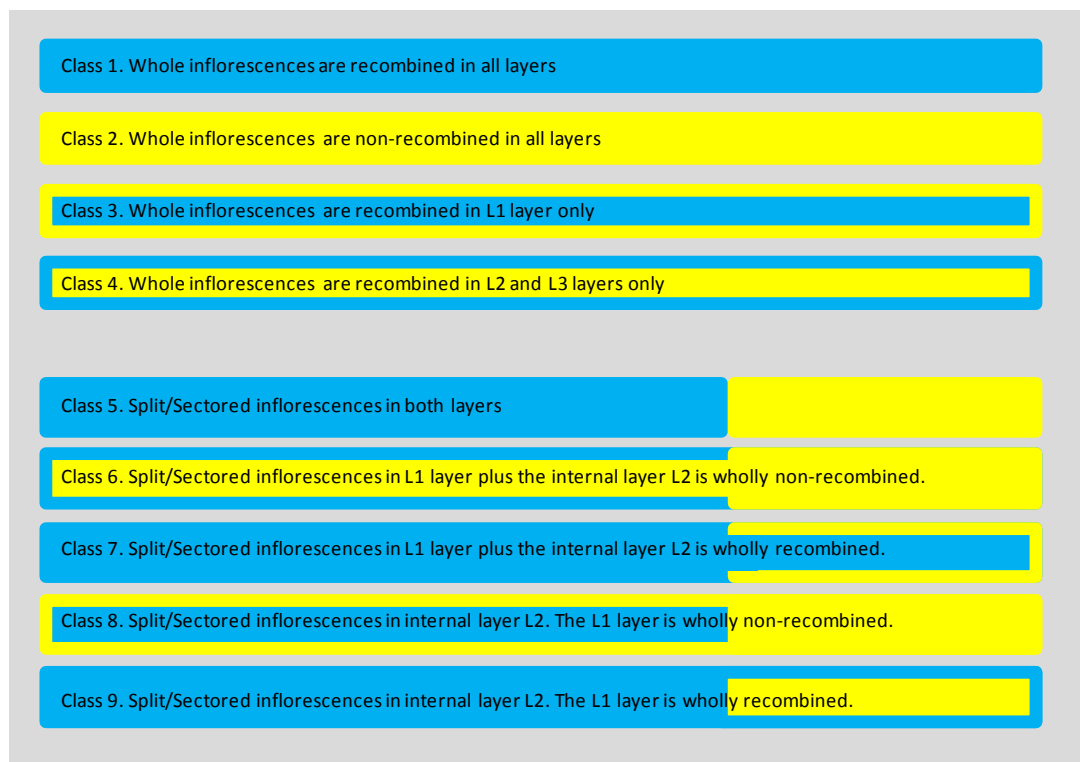 Class 1. Whole inflorescences are recombined in all layers
Class 2. Whole inflorescences are non-recombined in all layers
Class 3. Whole inflorescences are recombined in L1 layer only
Class 4. Whole inflorescences are recombined in L2 and L3 layers only
Class 5. Split/Sectored inflorescences in both layers
Class 6. Split/Sectored inflorescences in L1 layer plus the internal layer L2 is wholly non-recombined.
Class 7. Split/Sectored inflorescences in L1 layer plus the internal layer L2 is wholly recombined.
Class 8. Split/Sectored inflorescences in internal layer L2. The L1 layer is wholly non-recombined.
Class 9. Split/Sectored inflorescences in internal layer L2. The L1 layer is wholly recombined.